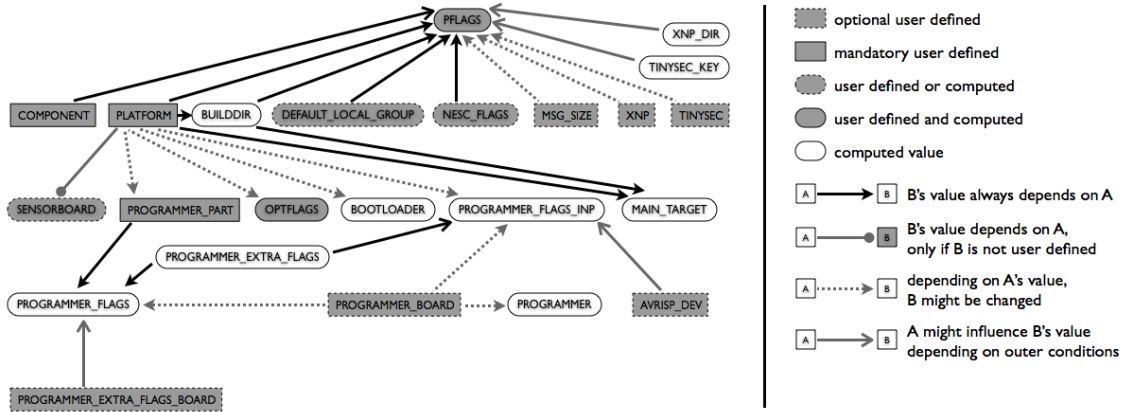 PFLAGS
XNP_DIR
TINYSEC_KEY
COMPONENT
PLATFORM
BUILDDIR
DEFAULT_LOCAL_GROUP
NESC_FLAGS
MSG_SIZE
XNP
TINYSEC
SENSORBOARD
PROGRAMMER_PART
OPTFLAGS
BOOTLOADER
PROGRAMMER_FLAGS_INP
MAIN_TARGET
PROGRAMMER_EXTRA_FLAGS
PROGRAMMER_FLAGS
PROGRAMMER_BOARD
PROGRAMMER
AVRISP_DEV
PROGRAMMER_EXTRA_FLAGS_BOARD
optional user defined
mandatory user defined
user defined or computed
user defined and computed
computed value
A
B
B's value always depends on A
A
B
B's value depends on A,
only if B is not user defined
A
B
depending on A's value,
B might be changed
A
B
A might influence B's value
depending on outer conditions